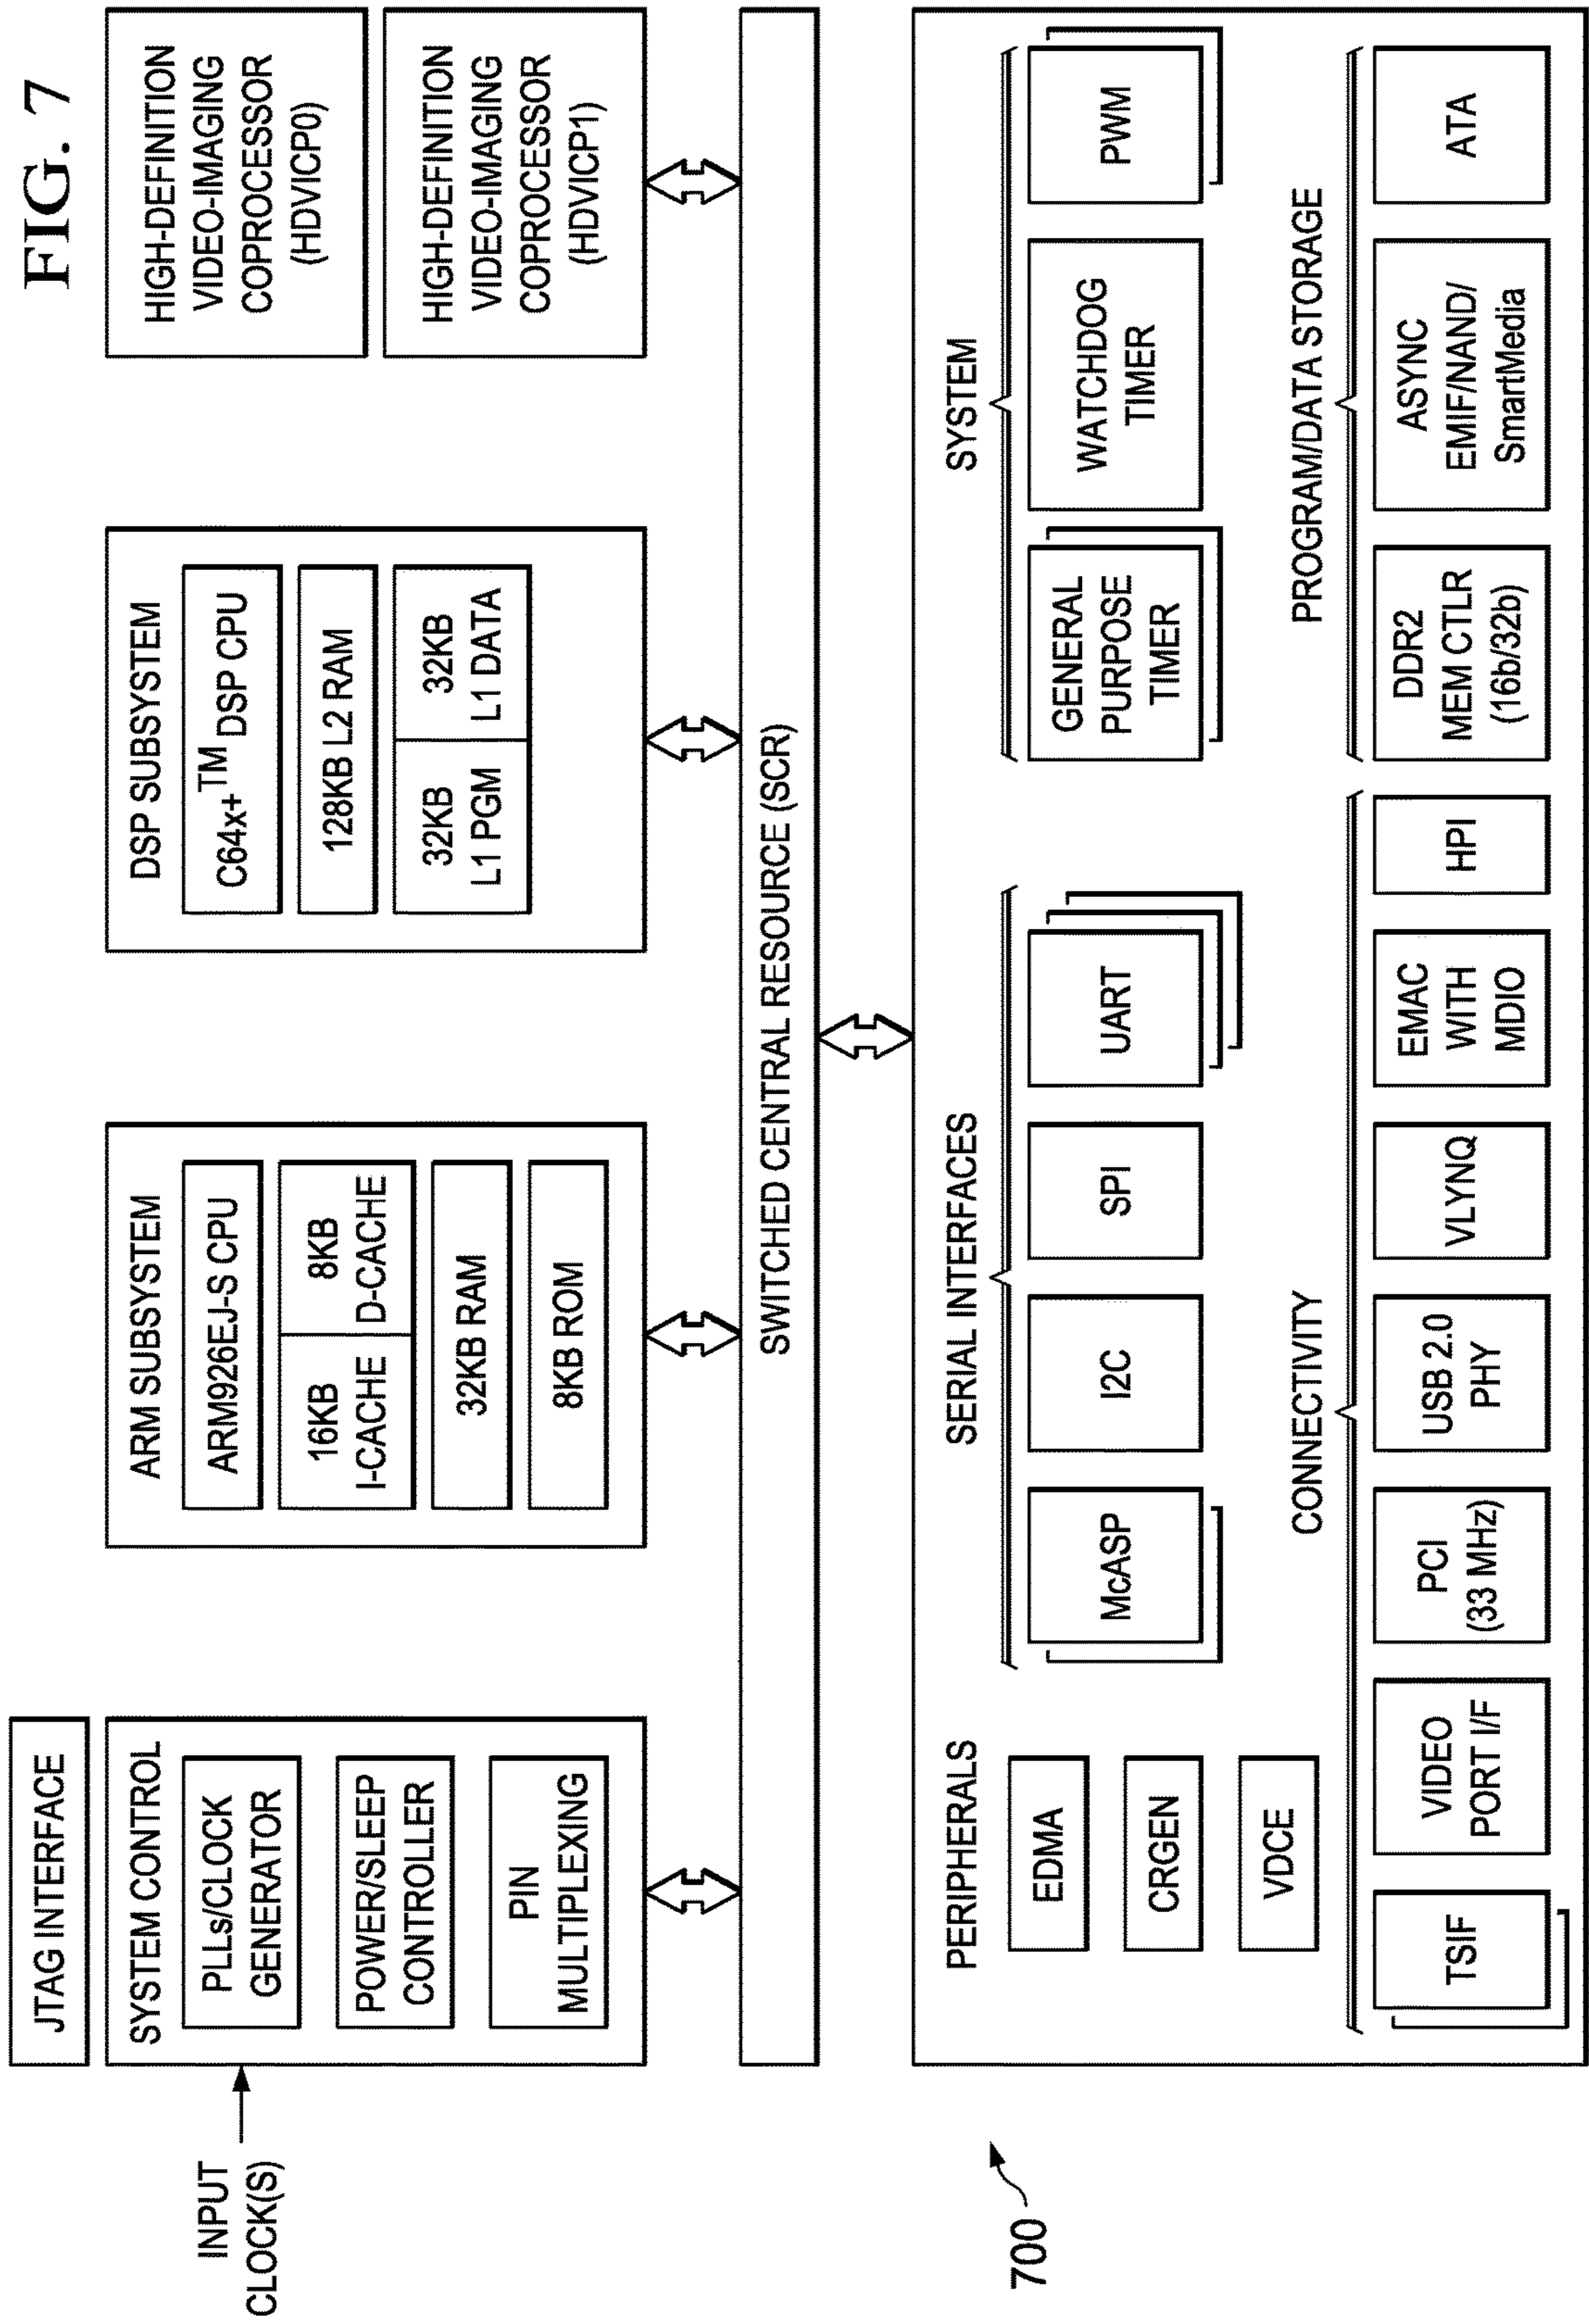 FIG. 7
JTAG INTERFACE
INPUT
CLOCK(S)
SYSTEM CONTROL
PLLs/CLOCK
GENERATOR
POWER/SLEEP
CONTROLLER
PIN
MULTIPLEXING
ARM SUBSYSTEM
ARM926EJ-S CPU
16KB
I-CACHE
8KB
D-CACHE
32KB RAM
8KB ROM
DSP SUBSYSTEM
C64x+TM DSP CPU
128KB L2 RAM
32KB
L1 PGM
32KB
L1 DATA
HIGH-DEFINITION
VIDEO-IMAGING
COPROCESSOR
(HDVICP0)
HIGH-DEFINITION
VIDEO-IMAGING
COPROCESSOR
(HDVICP1)
SWITCHED CENTRAL RESOURCE (SCR)
700
PERIPHERALS
EDMA
CRGEN
VDCE
SERIAL INTERFACES
McASP
I2C
SPI
UART
SYSTEM
GENERAL
PURPOSE
TIMER
WATCHDOG
TIMER
PWM
CONNECTIVITY
TSIF
VIDEO
PORT I/F
PCI
(33 MHz)
USB 2.0
PHY
VLYNQ
EMAC
WITH
MDIO
HPI
PROGRAM/DATA STORAGE
DDR2
MEM CTLR
(16b/32b)
ASYNC
EMIF/NAND/
SmartMedia
ATA